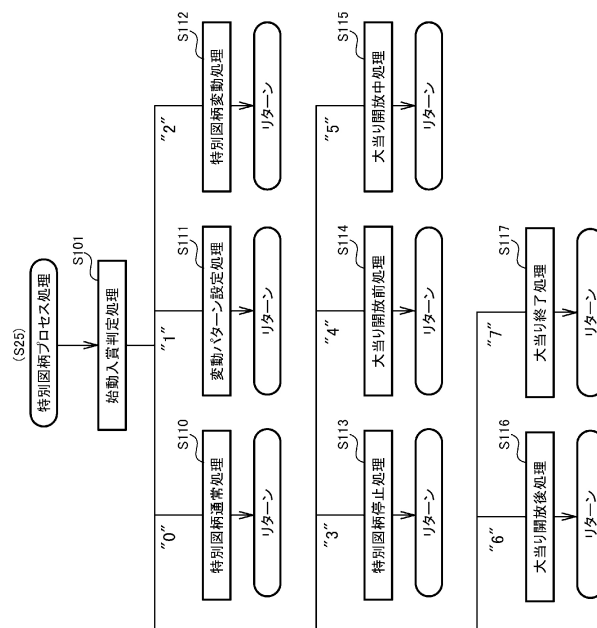 (S25)
特別図柄プロセス処理
S101
始動入賞判定処理
"0"
"1"
"2"
S110
特別図柄通常処理
リターン
S111
変動パターン設定処理
リターン
S112
特別図柄変動処理
リターン
"3"
"4"
"5"
S113
特別図柄停止処理
リターン
S114
大当り開放前処理
リターン
S115
大当り開放中処理
リターン
"6"
"7"
S116
大当り開放後処理
リターン
S117
大当り終了処理
リターン